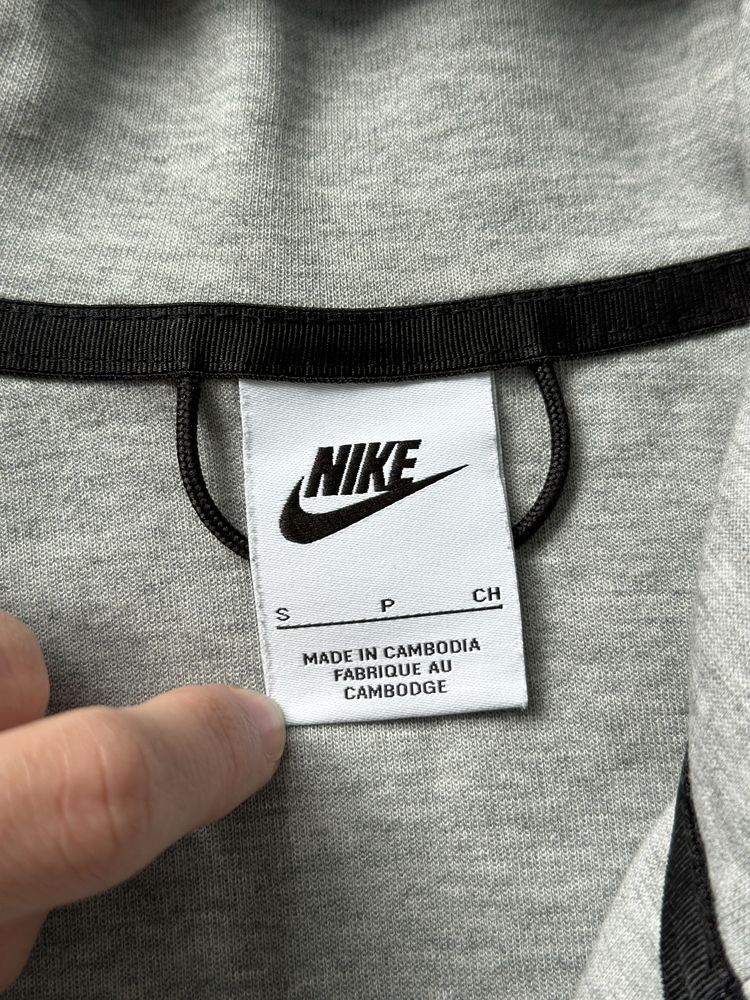 NIKE
S P CH
MADE IN CAMBODIA
FABRIQUE AU
CAMBODGE